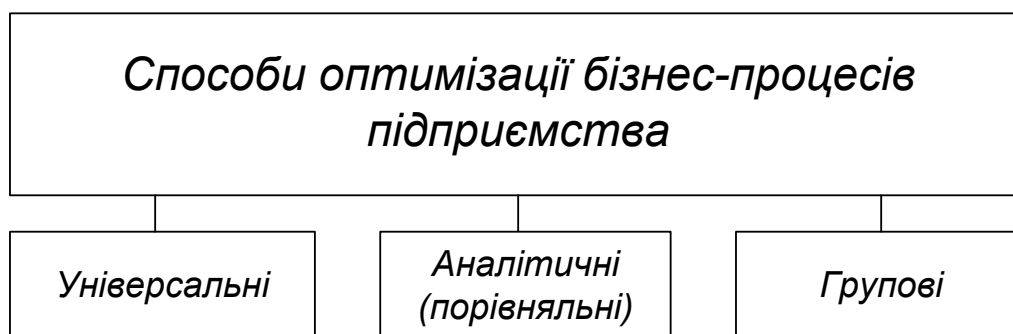 Способи оптимізації бізнес-процесів
підприємства
Універсальні
Аналітичні
(порівняльні)
Групові